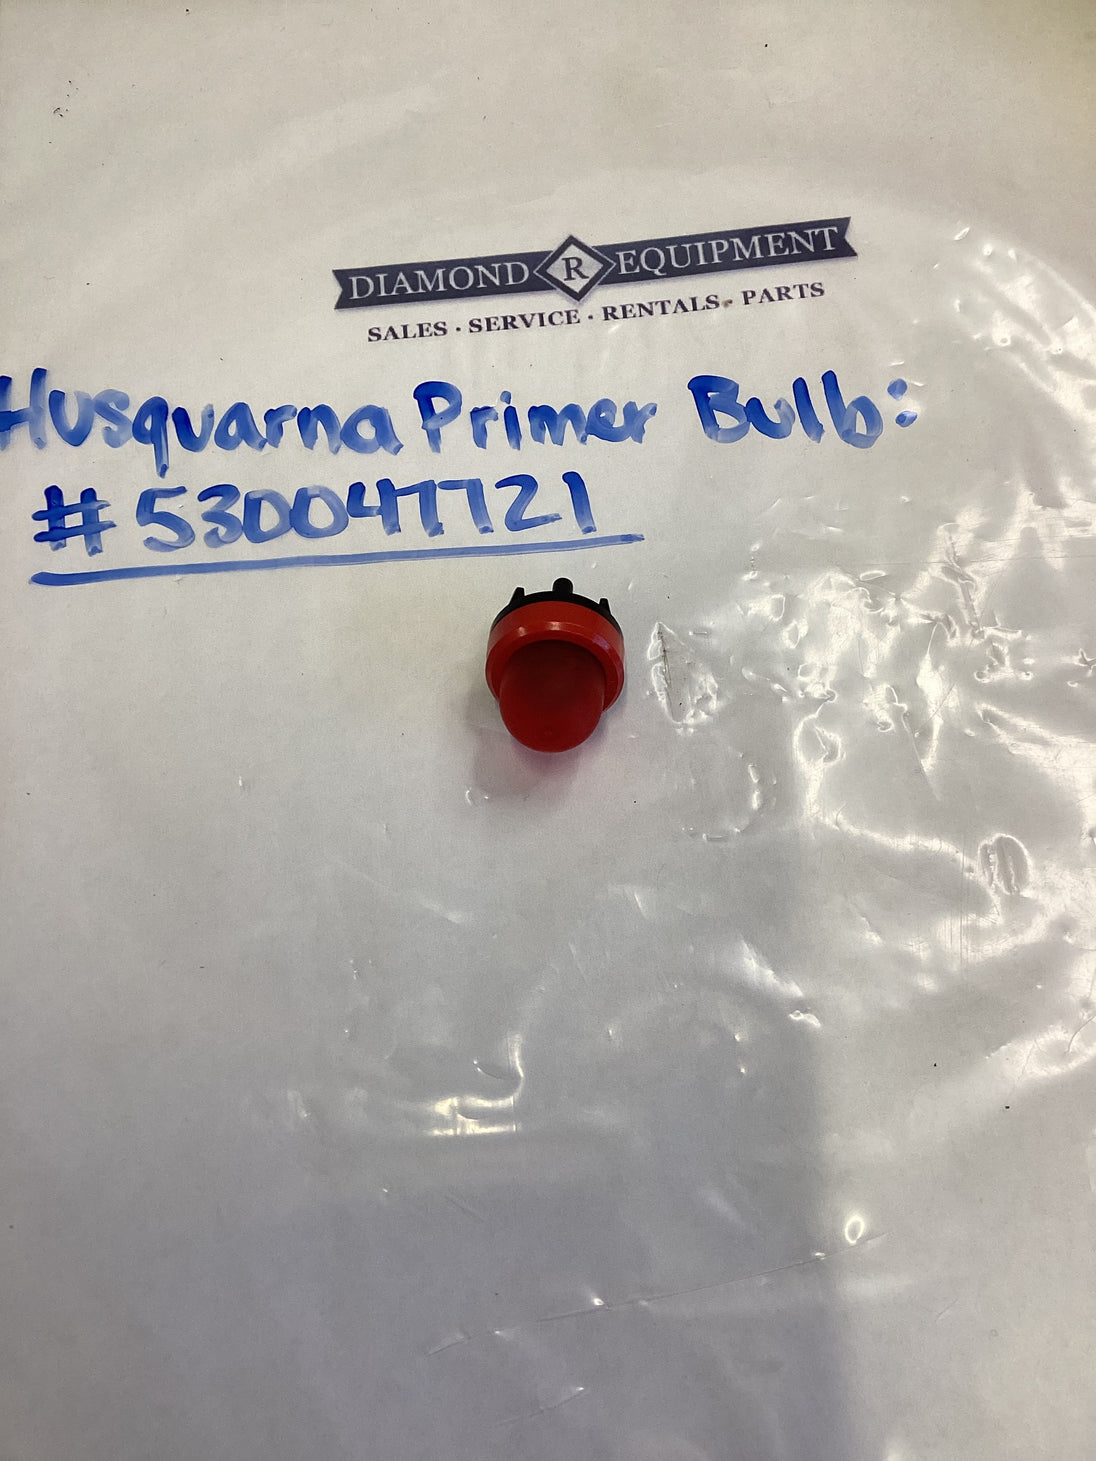 DIAMOND R EQUIPMENT
SALES · SERVICE · RENTALS · PARTS
Husqvarna Primer Bulb:
#530047721